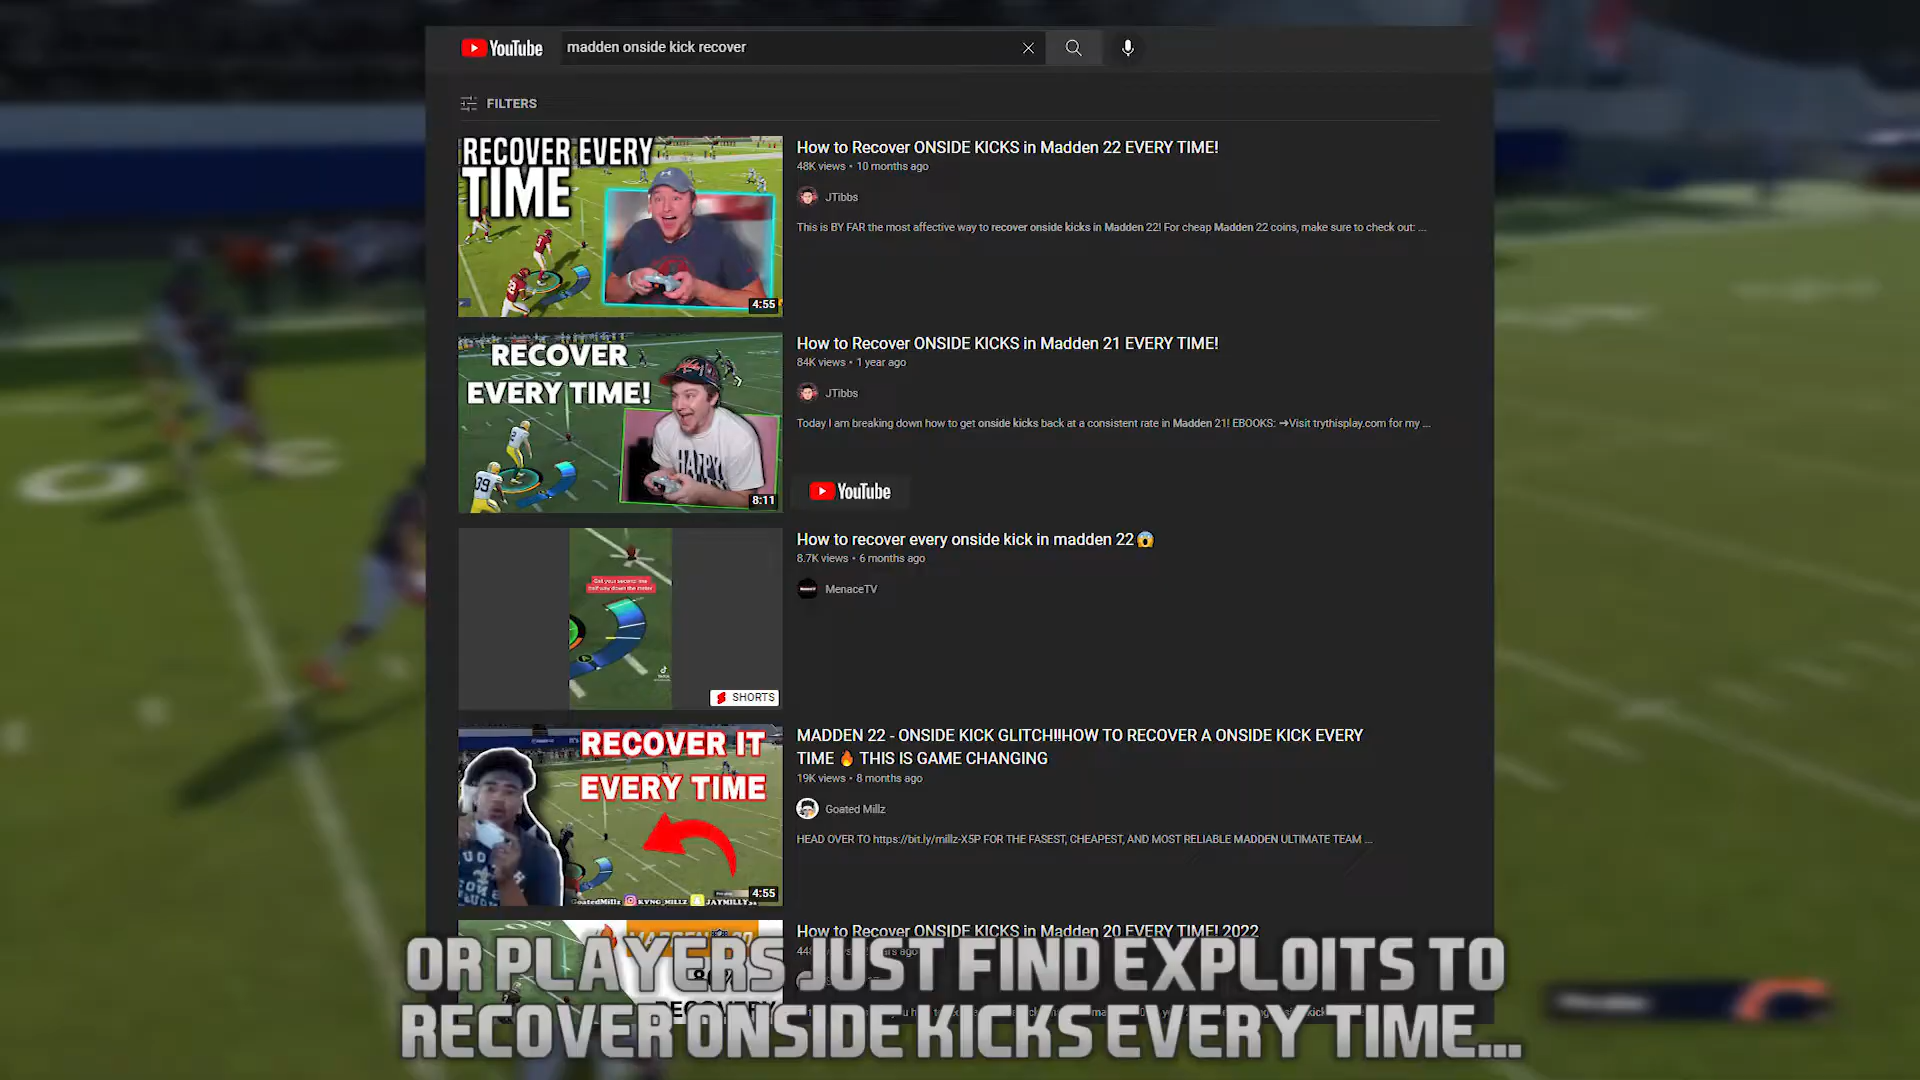 YouTube
madden onside kick recover
FILTERS
RECOVER EVERY
TIME
4:55
How to Recover ONSIDE KICKS in Madden 22 EVERY TIME!
48K views • 10 months ago
JTibbs
This is BY FAR the most affective way to recover onside kicks in Madden 22! For cheap Madden 22 coins, make sure to check out: ...
RECOVER
EVERY TIME!
39
8:11
How to Recover ONSIDE KICKS in Madden 21 EVERY TIME!
84K views • 1 year ago
JTibbs
Today I am breaking down how to get onside kicks back at a consistent rate in Madden 21! EBOOKS: ➔Visit trythisplay.com for my ...
YouTube
SHORTS
How to recover every onside kick in madden 22😱
8.7K views • 6 months ago
MenaceTV
RECOVER IT
EVERY TIME
4:55
MADDEN 22 - ONSIDE KICK GLITCH!!HOW TO RECOVER A ONSIDE KICK EVERY
TIME 🔥 THIS IS GAME CHANGING
19K views • 8 months ago
Goated Millz
HEAD OVER TO https://bit.ly/millz-X5P FOR THE FASEST, CHEAPEST, AND MOST RELIABLE MADDEN ULTIMATE TEAM ...
How to Recover ONSIDE KICKS in Madden 20 EVERY TIME! 2022
OR PLAYERS JUST FIND EXPLOITS TO
RECOVER ONSIDE KICKS EVERY TIME...